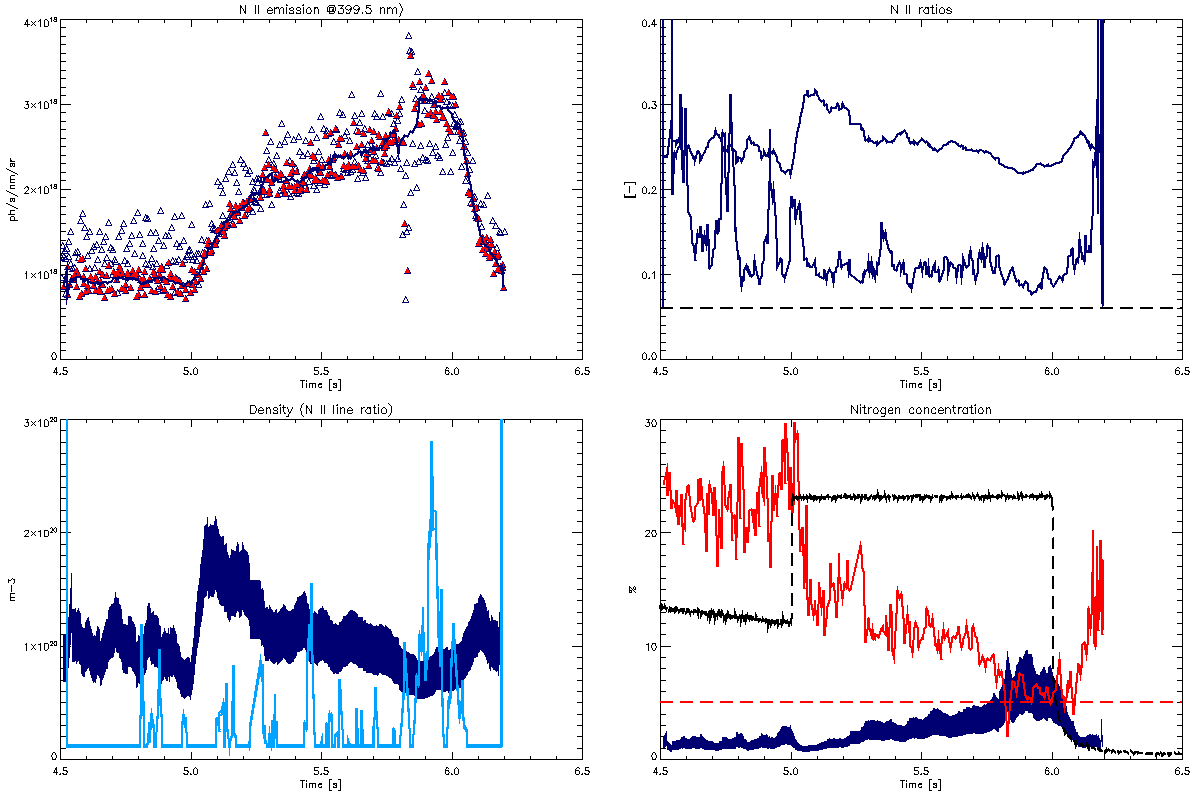 N II emission @399.5 nm)
4×10¹⁸
3×10¹⁸
2×10¹⁸
1×10¹⁸
0
ph/s/nm/sr
4.5 5.0 5.5 6.0 6.5
Time [s]
N II ratios
0.4
0.3
0.2
0.1
0.0
[-]
4.5 5.0 5.5 6.0 6.5
Time [s]
Density (N II line ratio)
3×10²⁰
2×10²⁰
1×10²⁰
0
m-3
4.5 5.0 5.5 6.0 6.5
Time [s]
Nitrogen concentration
30
20
10
0
%
4.5 5.0 5.5 6.0 6.5
Time [s]